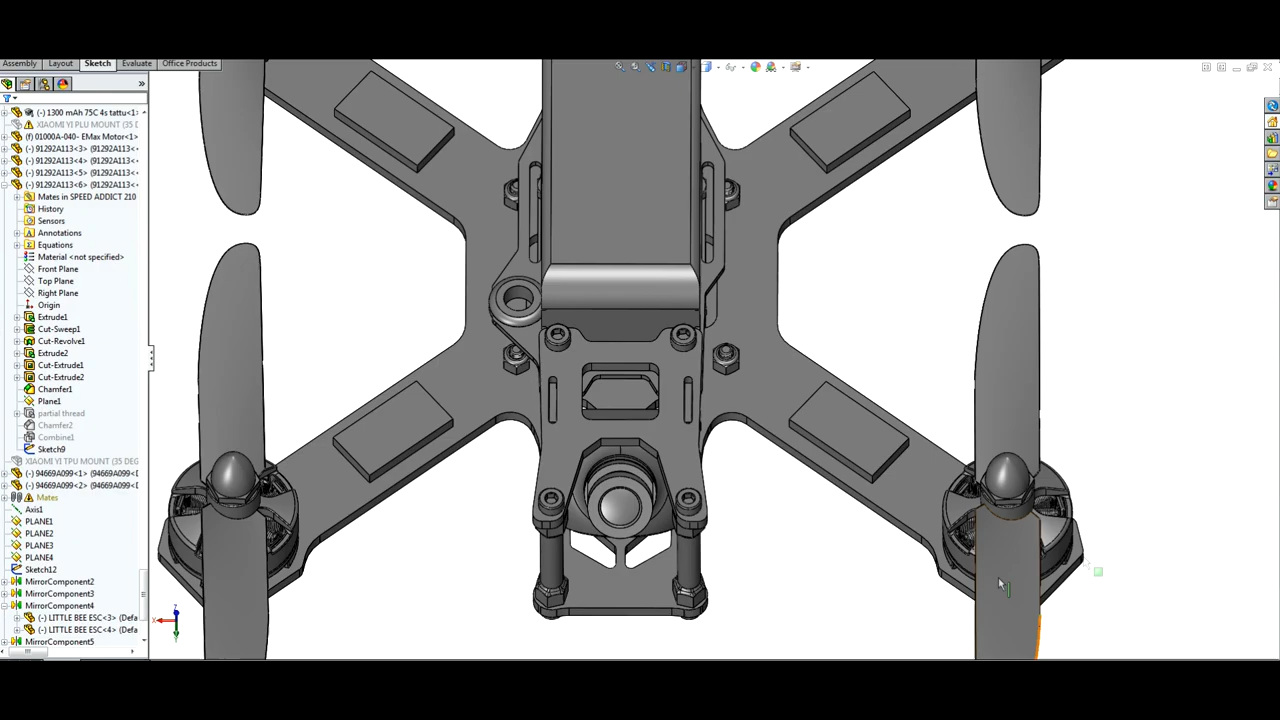 Assembly Layout Sketch Evaluate Office Products
(-) 1300 mAh 75C 4s tattu<1>
XIAOMI YI PLU MOUNT (35 D
(f) 01000A-040- EMax Motor<1>
(-) 91292A113<3> (91292A113<
(-) 91292A113<4> (91292A113<
(-) 91292A113<5> (91292A113<
(-) 91292A113<6> (91292A113<
Mates in SPEED ADDICT 210
History
Sensors
Annotations
Equations
Material <not specified>
Front Plane
Top Plane
Right Plane
Origin
Extrude1
Cut-Sweep1
Cut-Revolve1
Extrude2
Cut-Extrude1
Cut-Extrude2
Chamfer1
Plane1
partial thread
Chamfer2
Combine1
Sketch9
XIAOMI YI TPU MOUNT (35 DEG
(-) 94669A099<1> (94669A099<
(-) 94669A099<2> (94669A099<
Mates
Axis1
PLANE1
PLANE2
PLANE3
PLANE4
Sketch12
MirrorComponent2
MirrorComponent3
MirrorComponent4
(-) LITTLE BEE ESC<3> (Defa
(-) LITTLE BEE ESC<4> (Defa
MirrorComponent5